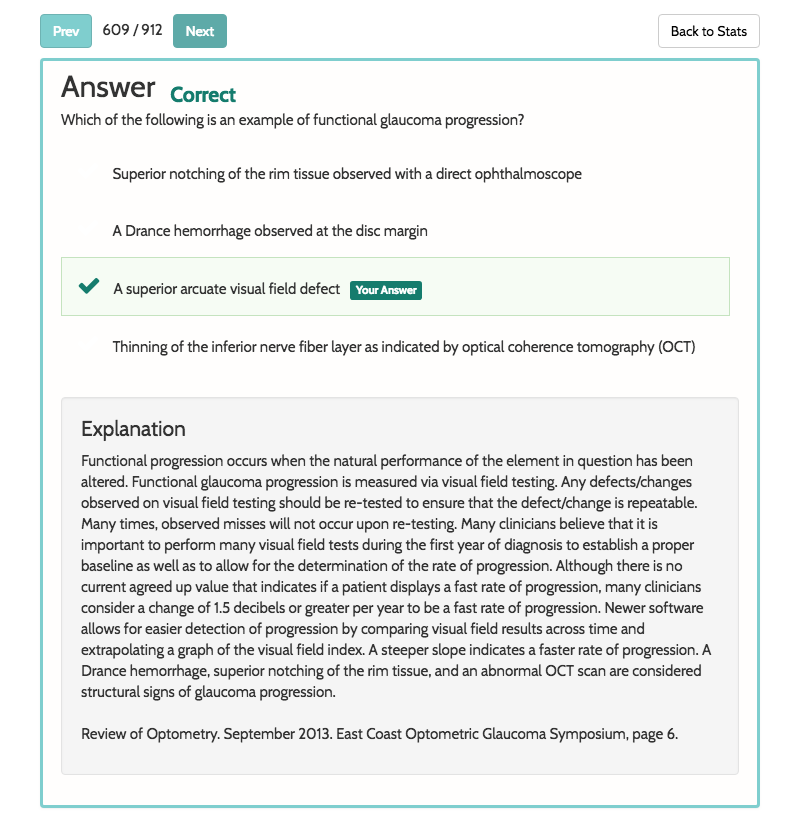 Prev 609 / 912 Next Back to Stats
Answer Correct
Which of the following is an example of functional glaucoma progression?
Superior notching of the rim tissue observed with a direct ophthalmoscope
A Drance hemorrhage observed at the disc margin
A superior arcuate visual field defect Your Answer
Thinning of the inferior nerve fiber layer as indicated by optical coherence tomography (OCT)
Explanation
Functional progression occurs when the natural performance of the element in question has been
altered. Functional glaucoma progression is measured via visual field testing. Any defects/changes
observed on visual field testing should be re-tested to ensure that the defect/change is repeatable.
Many times, observed misses will not occur upon re-testing. Many clinicians believe that it is
important to perform many visual field tests during the first year of diagnosis to establish a proper
baseline as well as to allow for the determination of the rate of progression. Although there is no
current agreed up value that indicates if a patient displays a fast rate of progression, many clinicians
consider a change of 1.5 decibels or greater per year to be a fast rate of progression. Newer software
allows for easier detection of progression by comparing visual field results across time and
extrapolating a graph of the visual field index. A steeper slope indicates a faster rate of progression. A
Drance hemorrhage, superior notching of the rim tissue, and an abnormal OCT scan are considered
structural signs of glaucoma progression.
Review of Optometry. September 2013. East Coast Optometric Glaucoma Symposium, page 6.